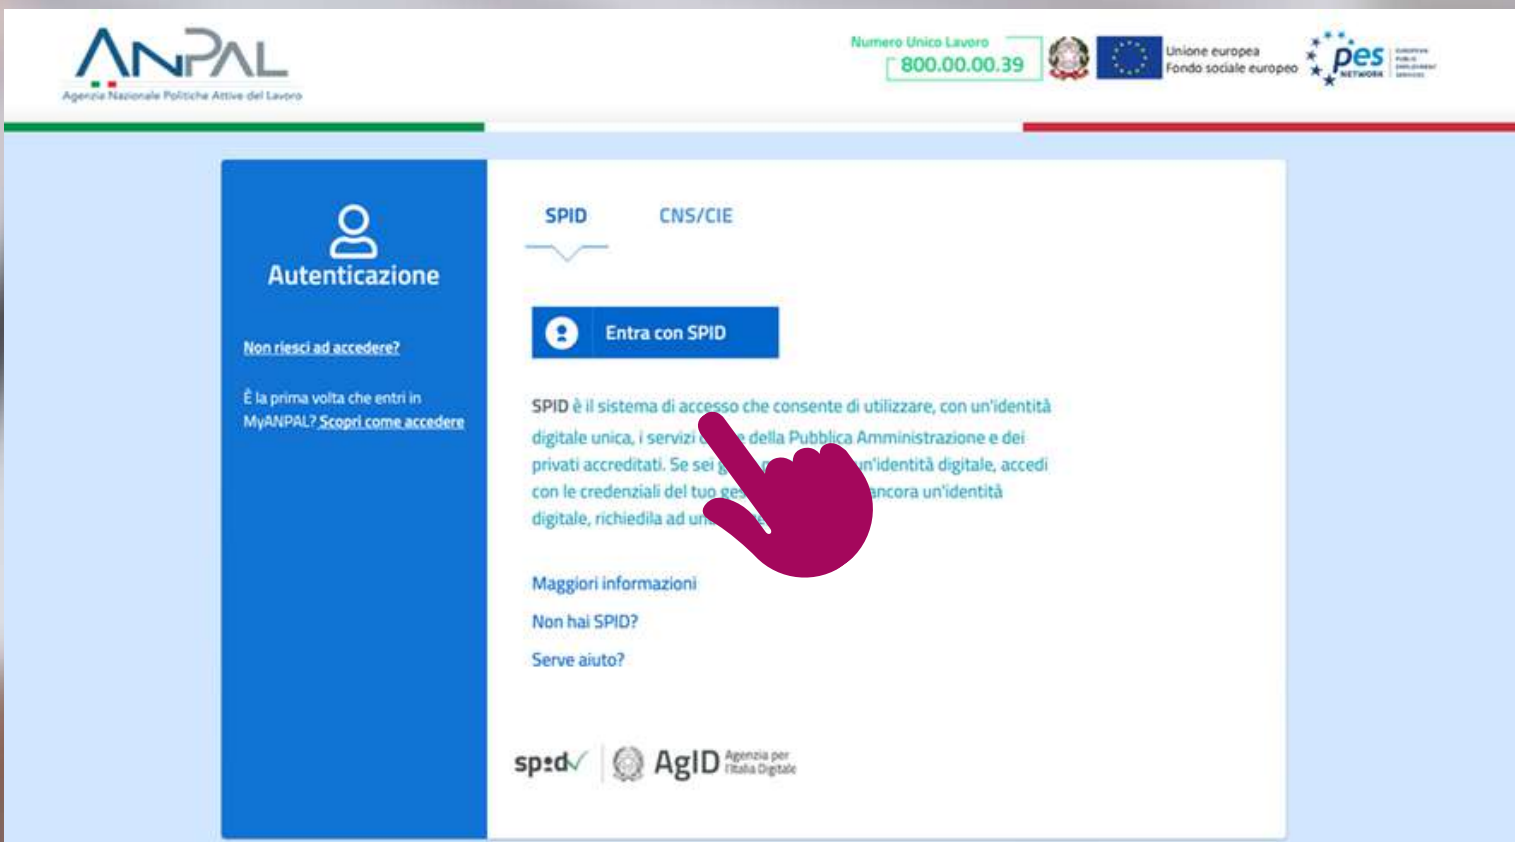 ANPAL
Agenzia Nazionale Politiche Attive del Lavoro
Numero Unico Lavoro
800.00.00.39
Unione europea
Fondo sociale europeo
pes
NETWORK
EUROPEAN
PUBLIC
EMPLOYMENT
SERVICES
Autenticazione
Non riesci ad accedere?
È la prima volta che entri in
MyANPAL? Scopri come accedere
SPID CNS/CIE
Entra con SPID
SPID è il sistema di accesso che consente di utilizzare, con un'identità
digitale unica, i servizi della Pubblica Amministrazione e dei
privati accreditati. Se sei un'identità digitale, accedi
con le credenziali del tuo ancora un'identità
digitale, richiedila ad
Maggiori informazioni
Non hai SPID?
Serve aiuto?
spid
AgID Agenzia per
l'Italia Digitale